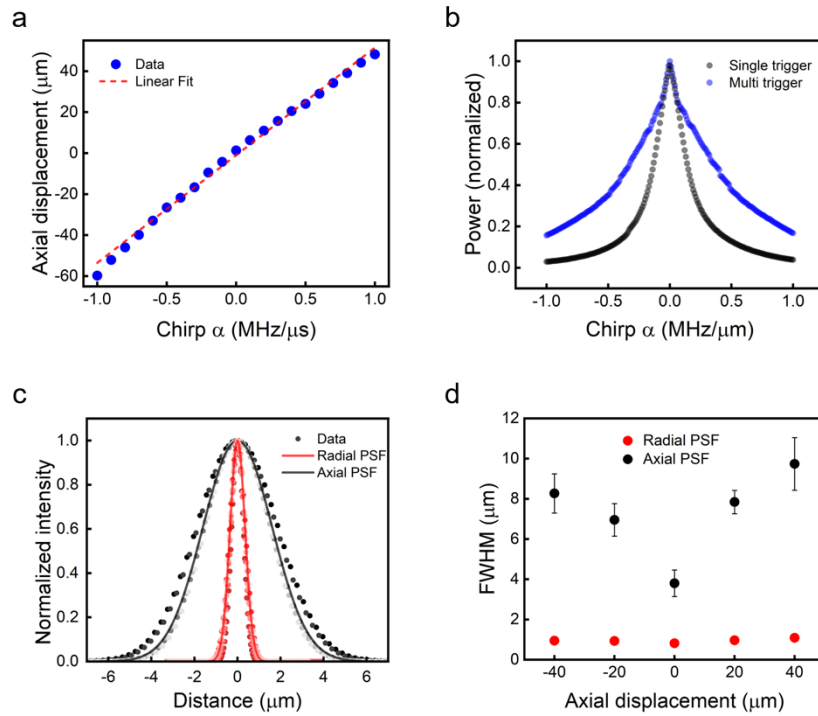 a
Axial displacement (μm)
40
20
0
-20
-40
-60
Data
Linear Fit
-1.0 -0.5 0.0 0.5 1.0
Chirp α (MHz/μs)
b
Power (normalized)
1.0
0.8
0.6
0.4
0.2
0.0
Single trigger
Multi trigger
-1.0 -0.5 0.0 0.5 1.0
Chirp α (MHz/μm)
c
Normalized intensity
1.0
0.8
0.6
0.4
0.2
0.0
Data
Radial PSF
Axial PSF
-6 -4 -2 0 2 4 6
Distance (μm)
d
FWHM (μm)
12
10
8
6
4
2
0
Radial PSF
Axial PSF
-40 -20 0 20 40
Axial displacement (μm)